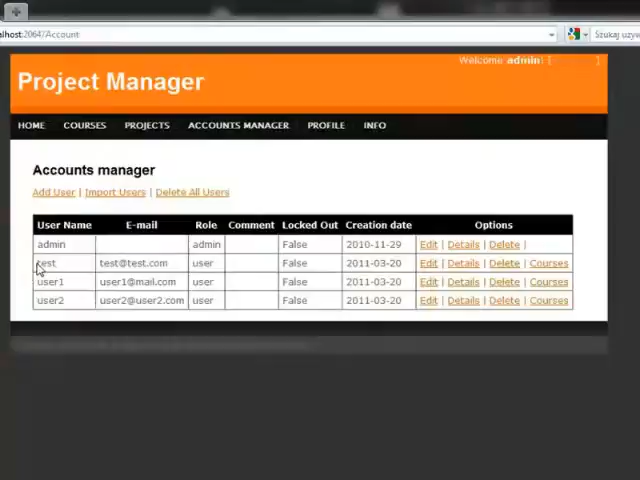 alhost:2064/Account
Szukaj uzyw
Welcome admin! [ ]
Project Manager
HOME COURSES PROJECTS ACCOUNTS MANAGER PROFILE INFO
Accounts manager
Add User | Import Users | Delete All Users
User Name E-mail Role Comment Locked Out Creation date Options
admin admin False 2010-11-29 Edit | Details | Delete |
test test@test.com user False 2011-03-20 Edit | Details | Delete | Courses
user1 user1@mail.com user False 2011-03-20 Edit | Details | Delete | Courses
user2 user2@user2.com user False 2011-03-20 Edit | Details | Delete | Courses